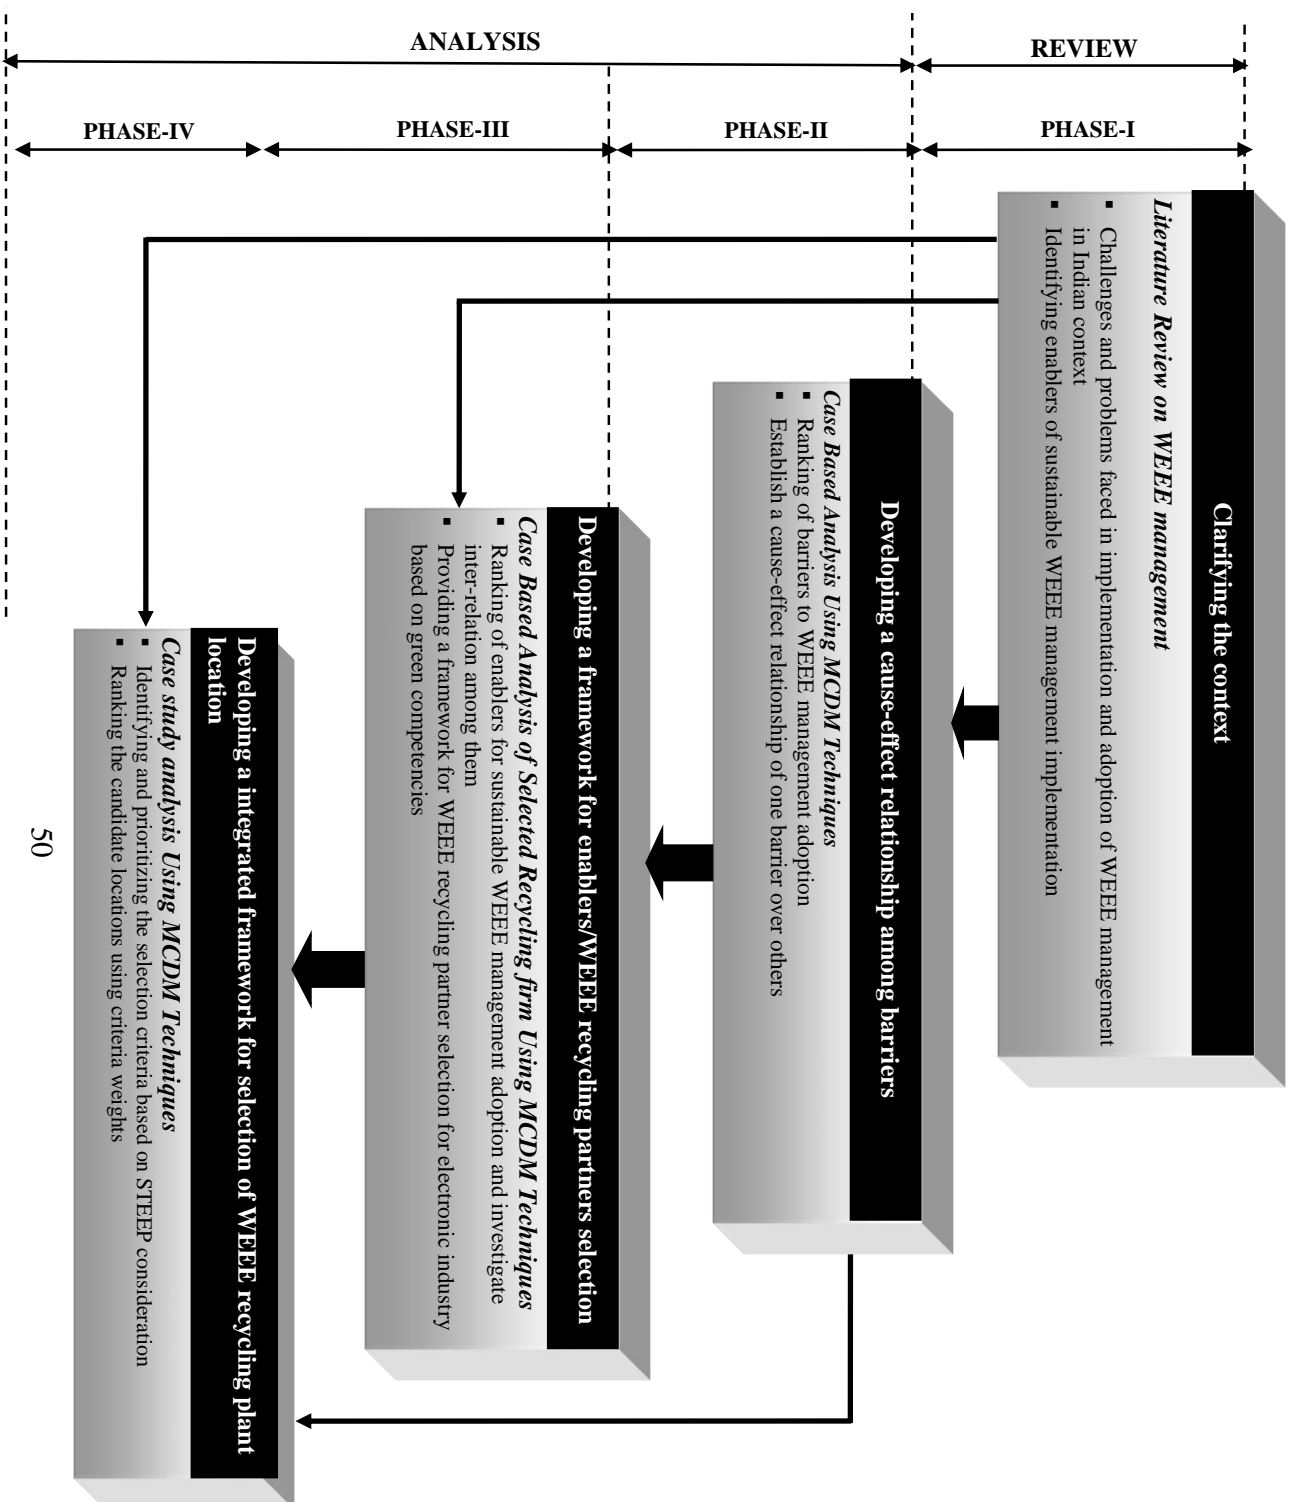 REVIEW
ANALYSIS
PHASE-I
PHASE-II
PHASE-III
PHASE-IV
Clarifying the context
Literature Review on WEEE management
▪ Challenges and problems faced in implementation and adoption of WEEE management
in Indian context
▪ Identifying enablers of sustainable WEEE management implementation
Developing a cause-effect relationship among barriers
Case Based Analysis Using MCDM Techniques
▪ Ranking of barriers to WEEE management adoption
▪ Establish a cause-effect relationship of one barrier over others
Developing a framework for enablers/WEEE recycling partners selection
Case Based Analysis of Selected Recycling firm Using MCDM Techniques
▪ Ranking of enablers for sustainable WEEE management adoption and investigate
inter-relation among them
▪ Providing a framework for WEEE recycling partner selection for electronic industry
based on green competencies
Developing a integrated framework for selection of WEEE recycling plant
location
Case study analysis Using MCDM Techniques
▪ Identifying and prioritizing the selection criteria based on STEEP consideration
▪ Ranking the candidate locations using criteria weights
50